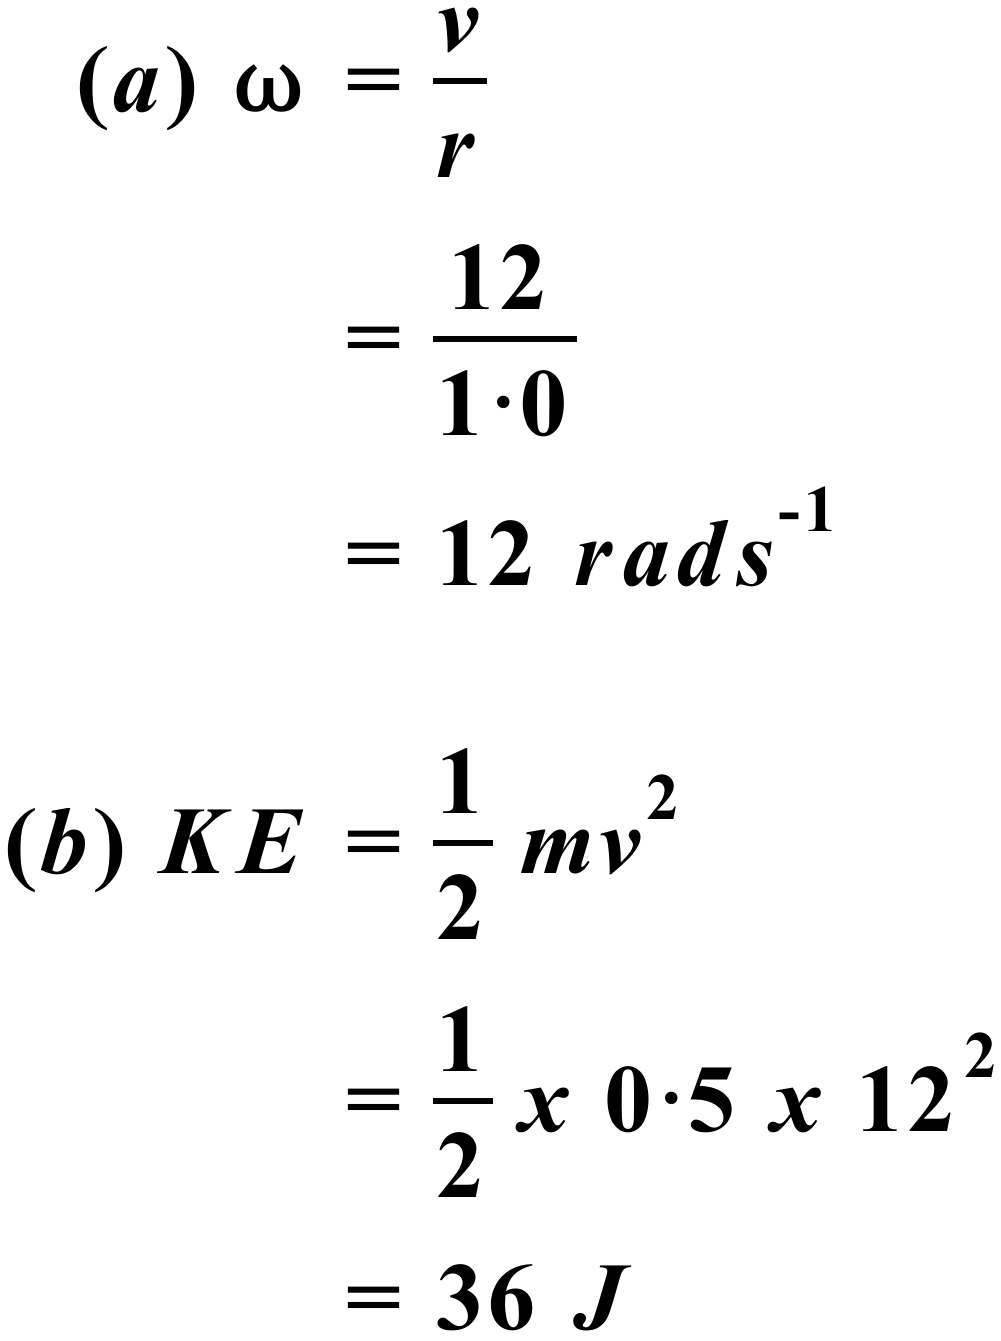 (a) ω = v/r
= 12/1·0
= 12 rads⁻¹
(b) KE = 1/2 mv²
= 1/2 x 0·5 x 12²
= 36 J